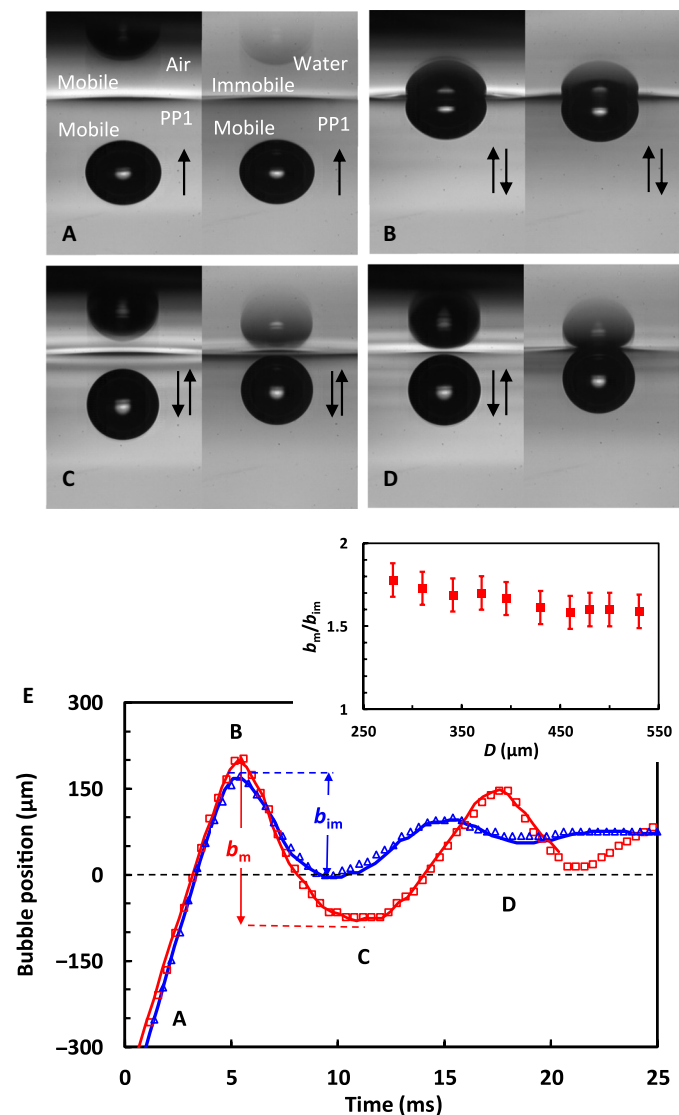 Air
Water
Mobile
Immobile
PP1
PP1
Mobile
Mobile
A
B
C
D
2
1.5
1
b_m/b_im
250
350
450
550
D (µm)
E
300
150
0
–150
–300
Bubble position (µm)
B
b_im
b_m
C
D
A
0
5
10
15
20
25
Time (ms)